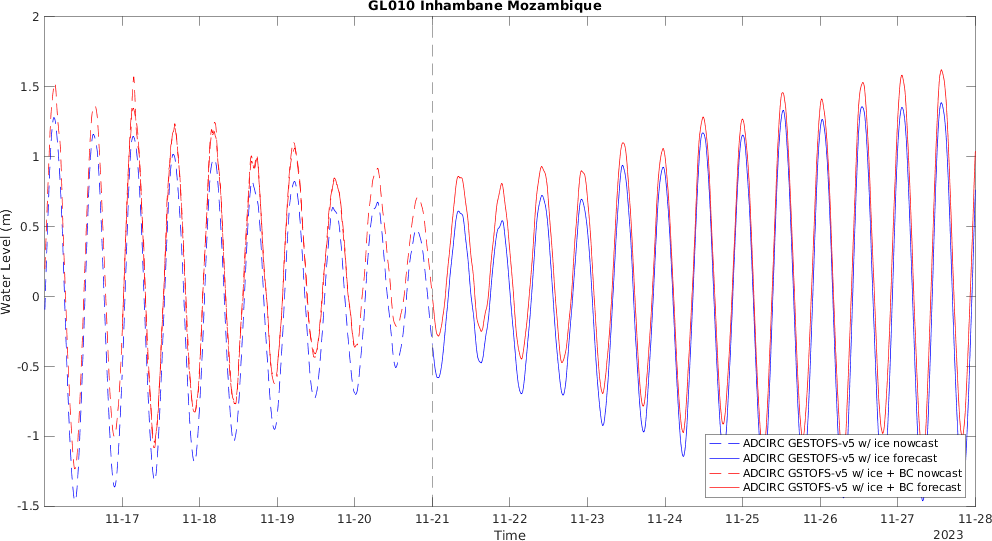 GL010 Inhambane Mozambique
Water Level (m)
2
1.5
1
0.5
0
-0.5
-1
-1.5
ADCIRC GESTOFS-v5 w/ ice nowcast
ADCIRC GESTOFS-v5 w/ ice forecast
ADCIRC GSTOFS-v5 w/ ice + BC nowcast
ADCIRC GSTOFS-v5 w/ ice + BC forecast
11-17 11-18 11-19 11-20 11-21 11-22 11-23 11-24 11-25 11-26 11-27 11-28
Time
2023